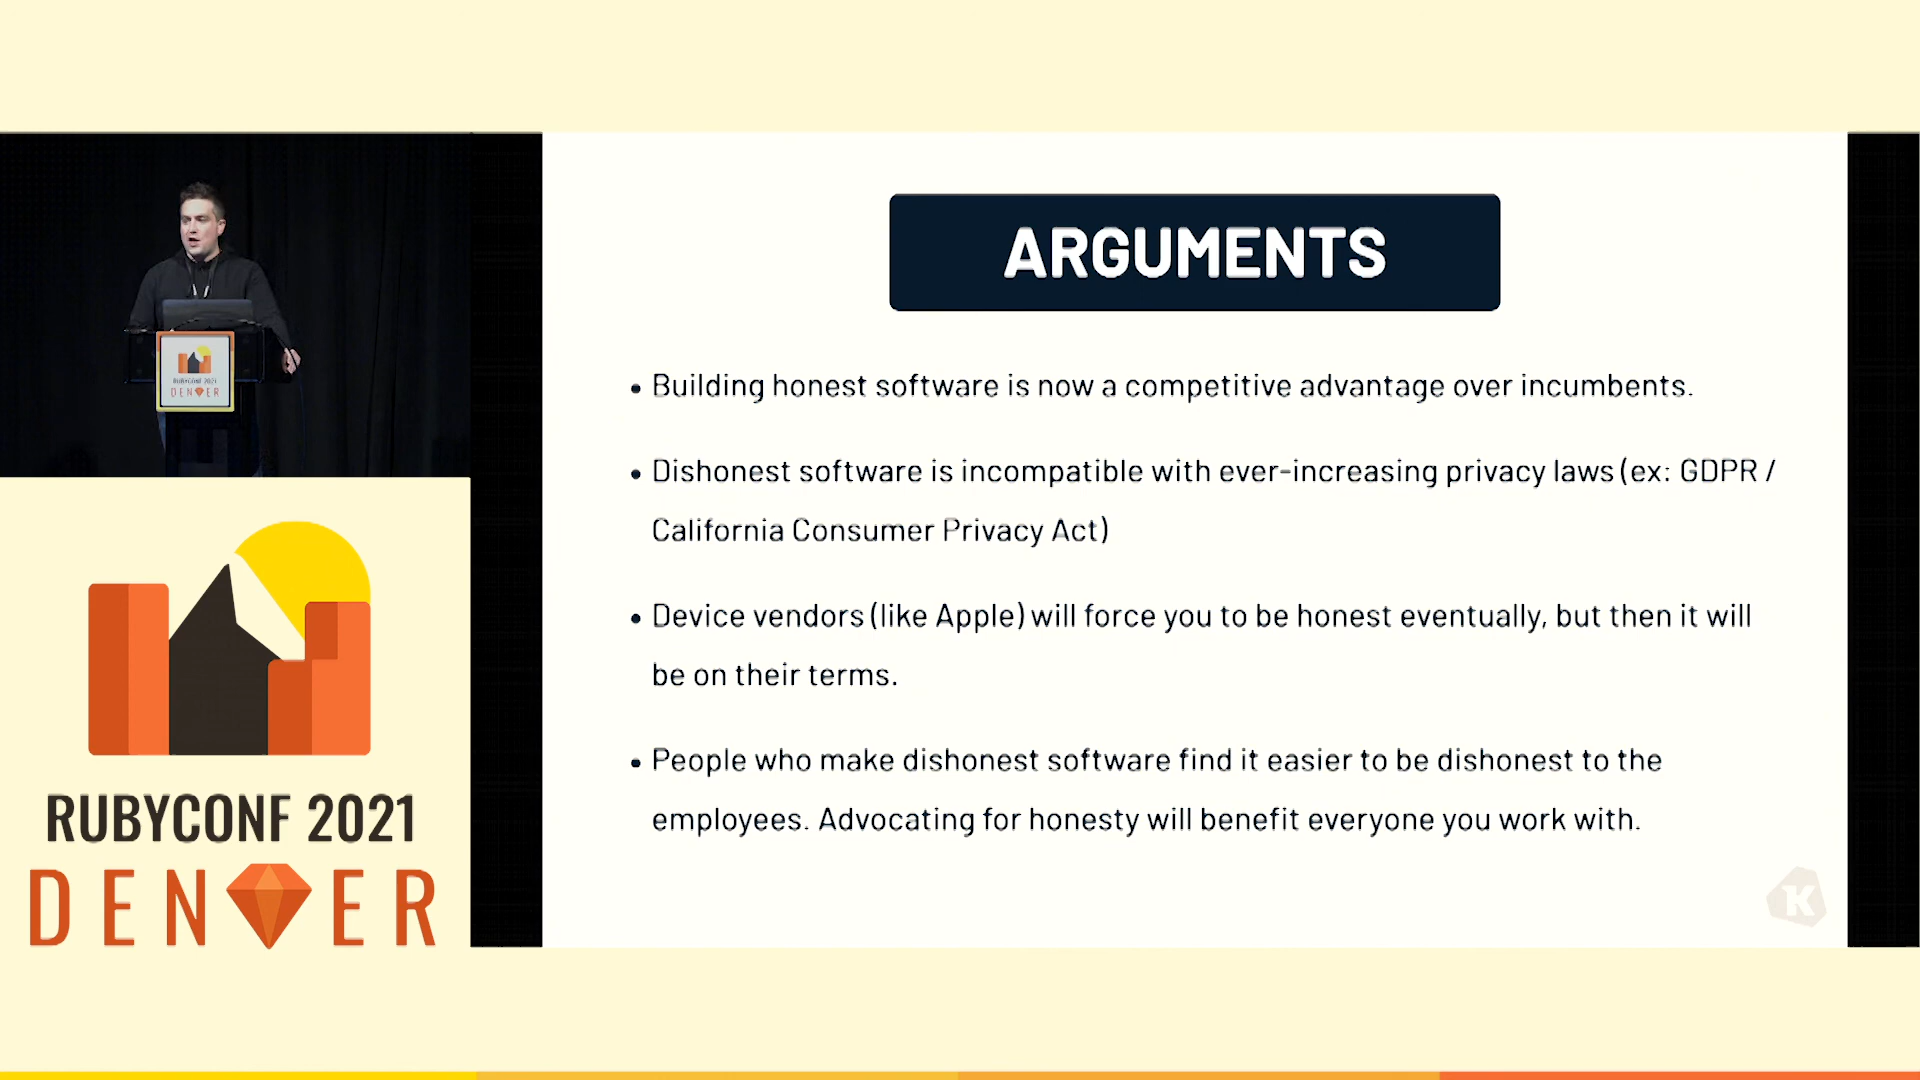 ARGUMENTS
• Building honest software is now a competitive advantage over incumbents.
• Dishonest software is incompatible with ever-increasing privacy laws (ex: GDPR /
California Consumer Privacy Act)
• Device vendors (like Apple) will force you to be honest eventually, but then it will
be on their terms.
• People who make dishonest software find it easier to be dishonest to the
employees. Advocating for honesty will benefit everyone you work with.
K
RUBYCONF 2021
DENVER
RUBYCONF 2021
DENVER